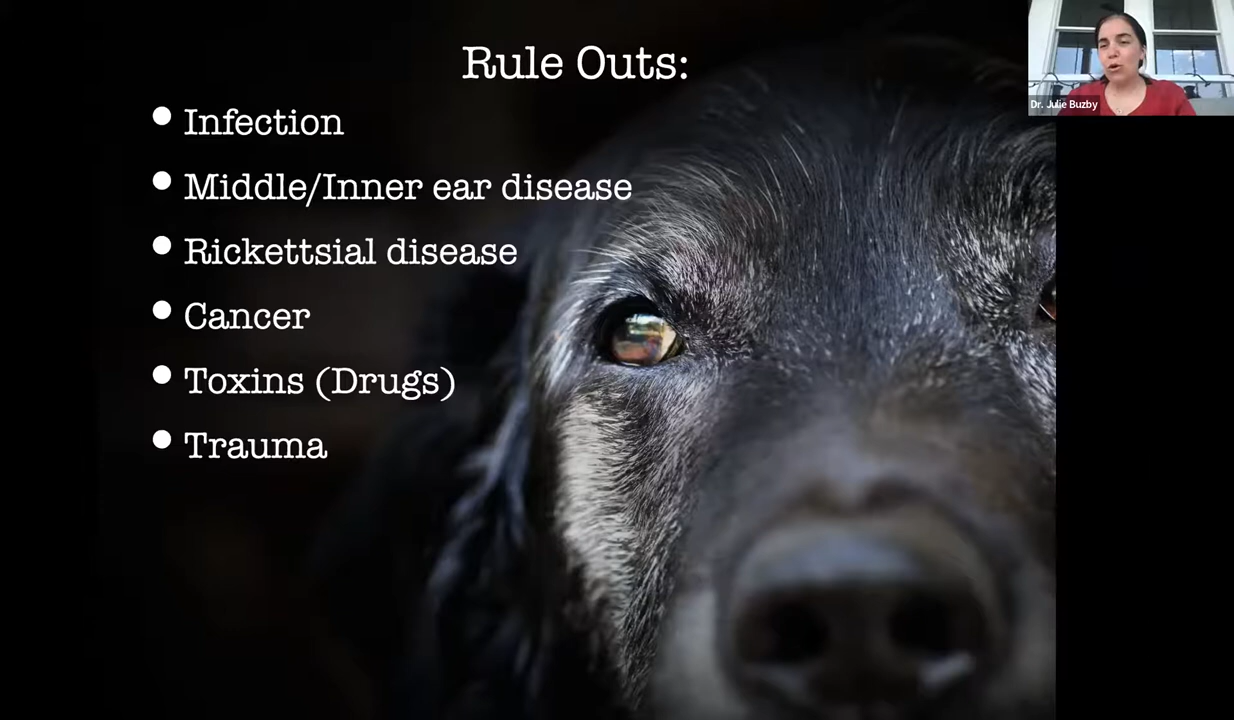 Rule Outs:
Dr. Julie Buzby
Infection
Middle/Inner ear disease
Rickettsial disease
Cancer
Toxins (Drugs)
Trauma